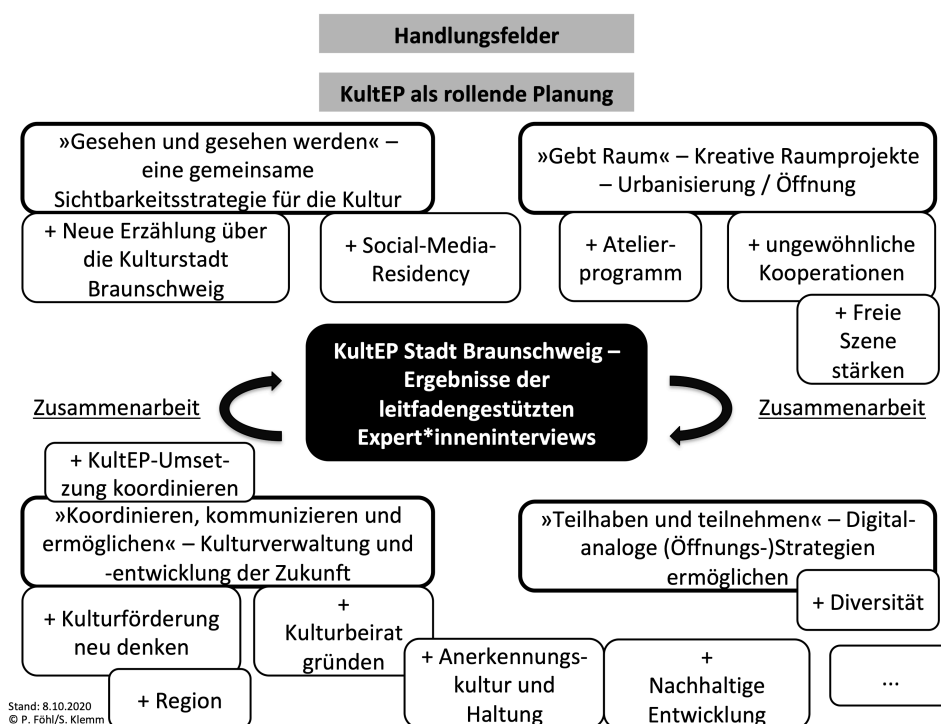 Handlungsfelder
KultEP als rollende Planung
»Gesehen und gesehen werden« –
eine gemeinsame
Sichtbarkeitsstrategie für die Kultur
+ Neue Erzählung über
die Kulturstadt
Braunschweig
+ Social-Media-
Residency
»Gebt Raum« – Kreative Raumprojekte
– Urbanisierung / Öffnung
+ Atelier-
programm
+ ungewöhnliche
Kooperationen
+ Freie
Szene
stärken
KultEP Stadt Braunschweig –
Ergebnisse der
leitfadengestützten
Expert*inneninterviews
Zusammenarbeit
Zusammenarbeit
+ KultEP-Umset-
zung koordinieren
»Koordinieren, kommunizieren und
ermöglichen« – Kulturverwaltung und
-entwicklung der Zukunft
+ Kulturförderung
neu denken
+
Kulturbeirat
gründen
+ Region
»Teilhaben und teilnehmen« – Digital-
analoge (Öffnungs-)Strategien
ermöglichen
+ Diversität
+ Anerkennungs-
kultur und
Haltung
+
Nachhaltige
Entwicklung
...
Stand: 8.10.2020
© P. Föhl/S. Klemm